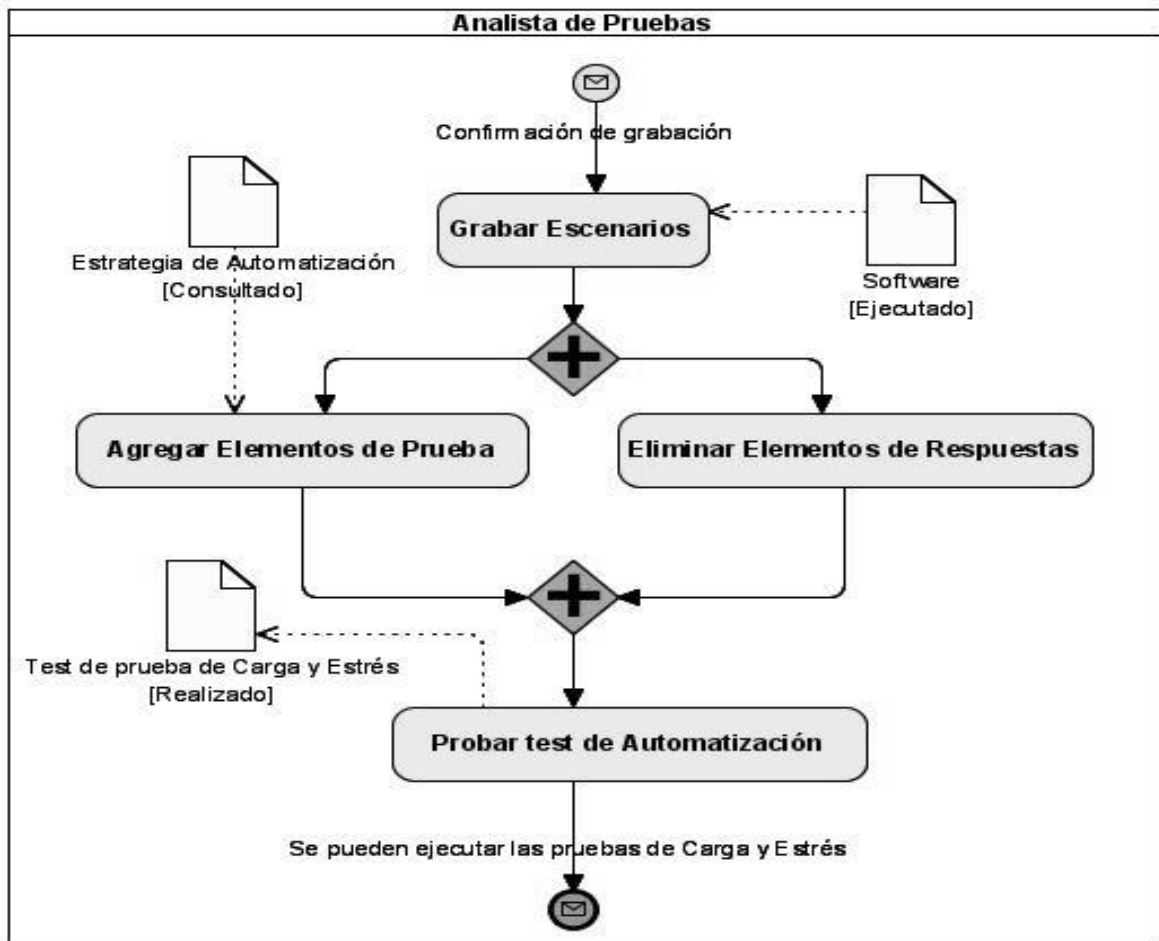 Analista de Pruebas
Confirmación de grabación
Grabar Escenarios
Estrategia de Automatización
[Consultado]
Software
[Ejecutado]
Agregar Elementos de Prueba
Eliminar Elementos de Respuestas
Test de prueba de Carga y Estrés
[Realizado]
Probar test de Automatización
Se pueden ejecutar las pruebas de Carga y Estrés